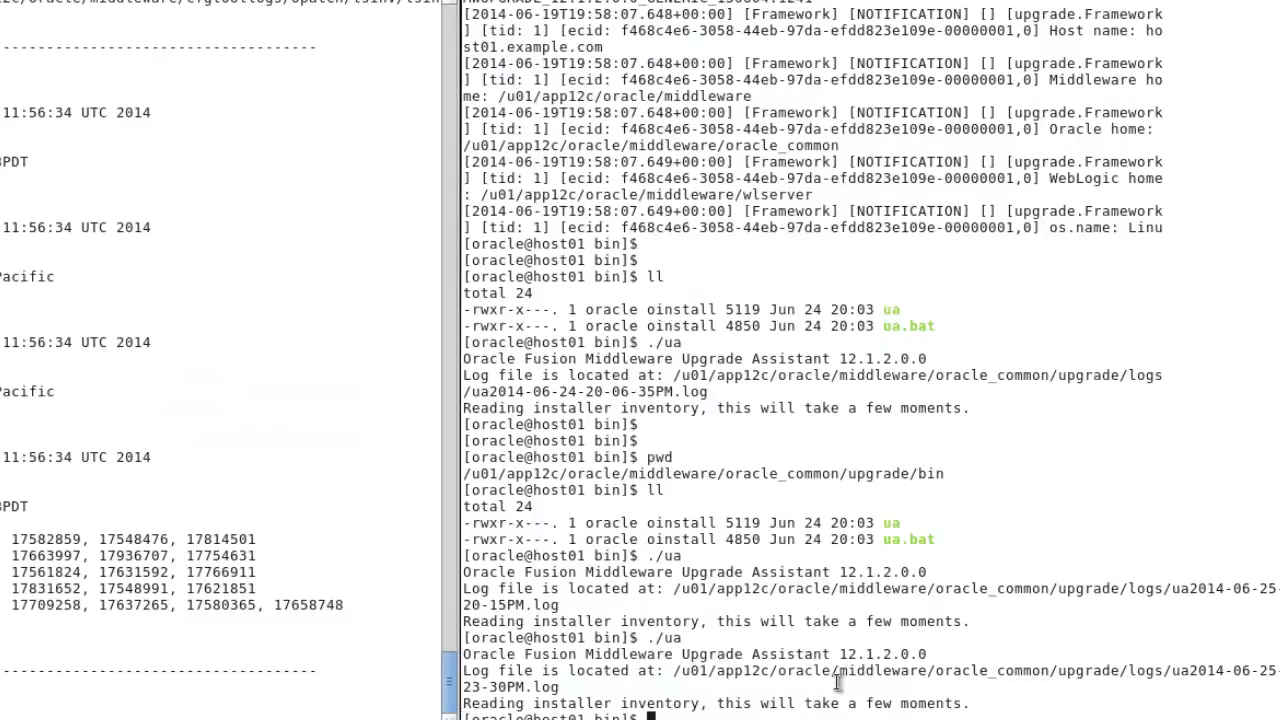 11:56:34 UTC 2014
11:56:34 UTC 2014
Pacific
11:56:34 UTC 2014
Pacific
11:56:34 UTC 2014
PDT
17582859, 17548476, 17814501
17663997, 17936707, 17754631
17561824, 17631592, 17766911
17831652, 17548991, 17621851
17709258, 17637265, 17580365, 17658748
[2014-06-19T19:58:07.648+00:00] [Framework] [NOTIFICATION] [] [upgrade.Framework
] [tid: 1] [ecid: f468c4e6-3058-44eb-97da-efdd823e109e-00000001,0] Host name: ho
st01.example.com
[2014-06-19T19:58:07.648+00:00] [Framework] [NOTIFICATION] [] [upgrade.Framework
] [tid: 1] [ecid: f468c4e6-3058-44eb-97da-efdd823e109e-00000001,0] Middleware ho
me: /u01/app12c/oracle/middleware
[2014-06-19T19:58:07.648+00:00] [Framework] [NOTIFICATION] [] [upgrade.Framework
] [tid: 1] [ecid: f468c4e6-3058-44eb-97da-efdd823e109e-00000001,0] Oracle home:
/u01/app12c/oracle/middleware/oracle_common
[2014-06-19T19:58:07.649+00:00] [Framework] [NOTIFICATION] [] [upgrade.Framework
] [tid: 1] [ecid: f468c4e6-3058-44eb-97da-efdd823e109e-00000001,0] WebLogic home
: /u01/app12c/oracle/middleware/wlserver
[2014-06-19T19:58:07.649+00:00] [Framework] [NOTIFICATION] [] [upgrade.Framework
] [tid: 1] [ecid: f468c4e6-3058-44eb-97da-efdd823e109e-00000001,0] os.name: Linu
[oracle@host01 bin]$
[oracle@host01 bin]$
[oracle@host01 bin]$ ll
total 24
-rwxr-x---. 1 oracle oinstall 5119 Jun 24 20:03 ua
-rwxr-x---. 1 oracle oinstall 4850 Jun 24 20:03 ua.bat
[oracle@host01 bin]$ ./ua
Oracle Fusion Middleware Upgrade Assistant 12.1.2.0.0
Log file is located at: /u01/app12c/oracle/middleware/oracle_common/upgrade/logs
/ua2014-06-24-20-06-35PM.log
Reading installer inventory, this will take a few moments.
[oracle@host01 bin]$
[oracle@host01 bin]$
[oracle@host01 bin]$ pwd
/u01/app12c/oracle/middleware/oracle_common/upgrade/bin
[oracle@host01 bin]$ ll
total 24
-rwxr-x---. 1 oracle oinstall 5119 Jun 24 20:03 ua
-rwxr-x---. 1 oracle oinstall 4850 Jun 24 20:03 ua.bat
[oracle@host01 bin]$ ./ua
Oracle Fusion Middleware Upgrade Assistant 12.1.2.0.0
Log file is located at: /u01/app12c/oracle/middleware/oracle_common/upgrade/logs/ua2014-06-25-
20-15PM.log
Reading installer inventory, this will take a few moments.
[oracle@host01 bin]$ ./ua
Oracle Fusion Middleware Upgrade Assistant 12.1.2.0.0
Log file is located at: /u01/app12c/oracle/middleware/oracle_common/upgrade/logs/ua2014-06-25-
23-30PM.log
Reading installer inventory, this will take a few moments.
[oracle@host01 bin]$